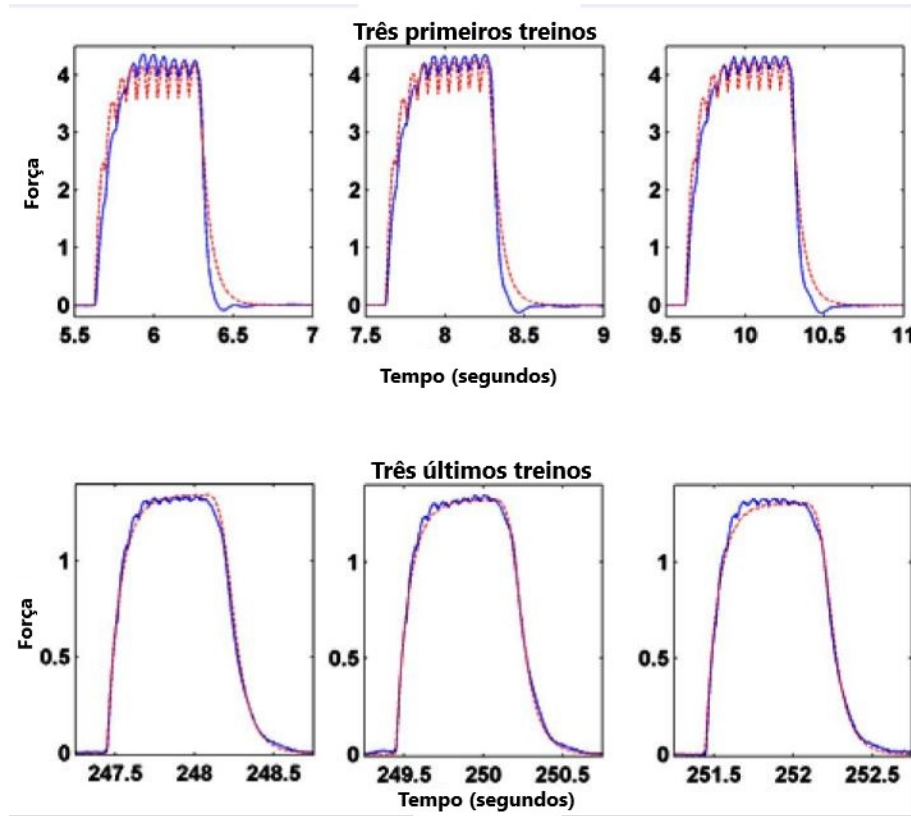 Três primeiros treinos
4
3
2
1
0
Força
5.5 6 6.5 7
7.5 8 8.5 9
9.5 10 10.5 11
Tempo (segundos)
Três últimos treinos
1
0.5
0
Força
247.5 248 248.5
249.5 250 250.5
251.5 252 252.5
Tempo (segundos)